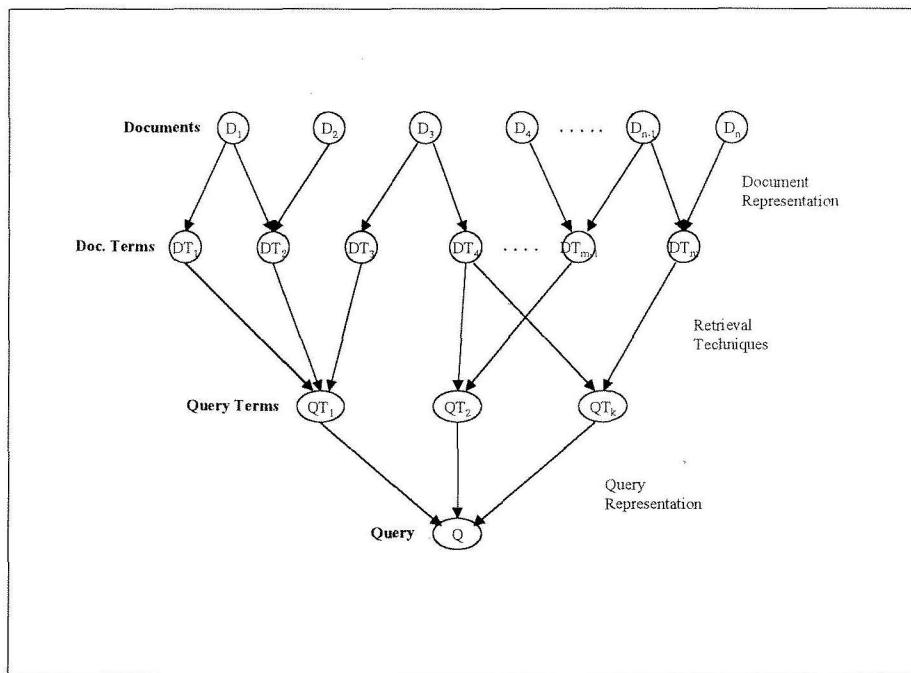 Documents D₁ D₂ D₃ D₄ ..... Dₙ₋₁ Dₙ
Document
Representation
Doc. Terms DT₁ DT₂ DT₃ DT₄ .... DTₘ₋₁ DTₘ
Retrieval
Techniques
Query Terms QT₁ QT₂ QTₖ
Query
Representation
Query Q